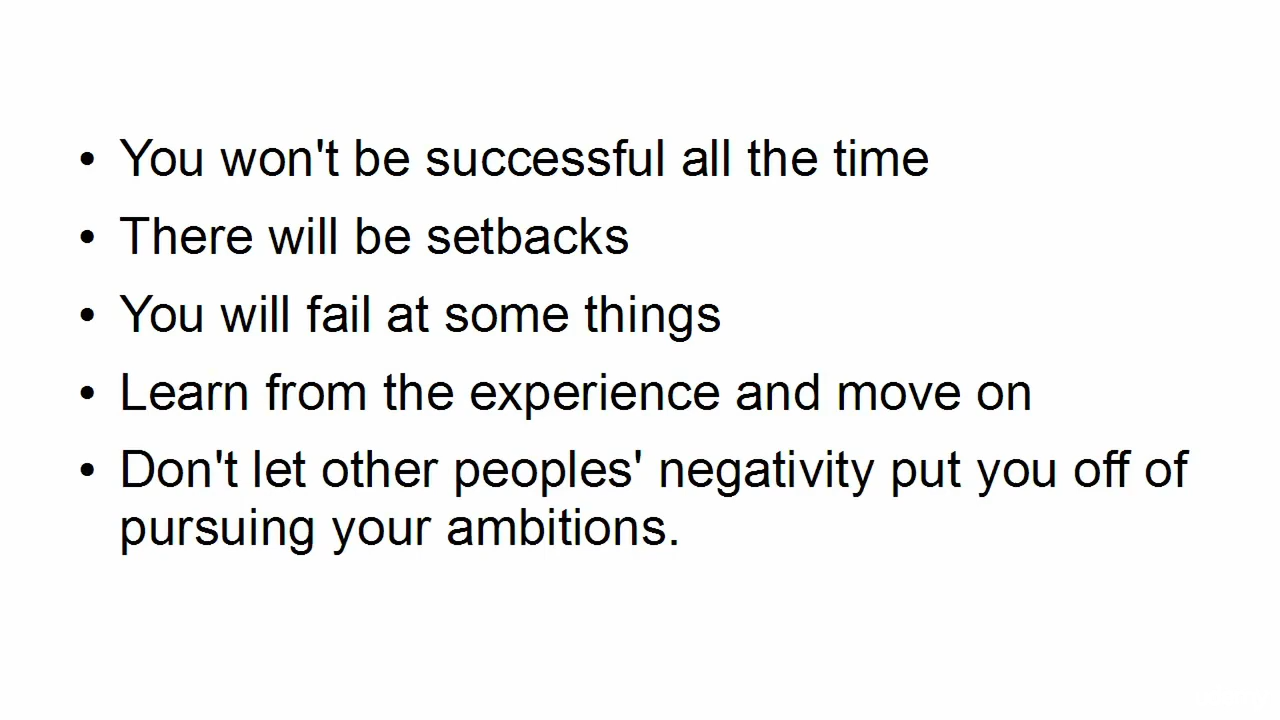 • You won't be successful all the time
• There will be setbacks
• You will fail at some things
• Learn from the experience and move on
• Don't let other peoples' negativity put you off of
pursuing your ambitions.